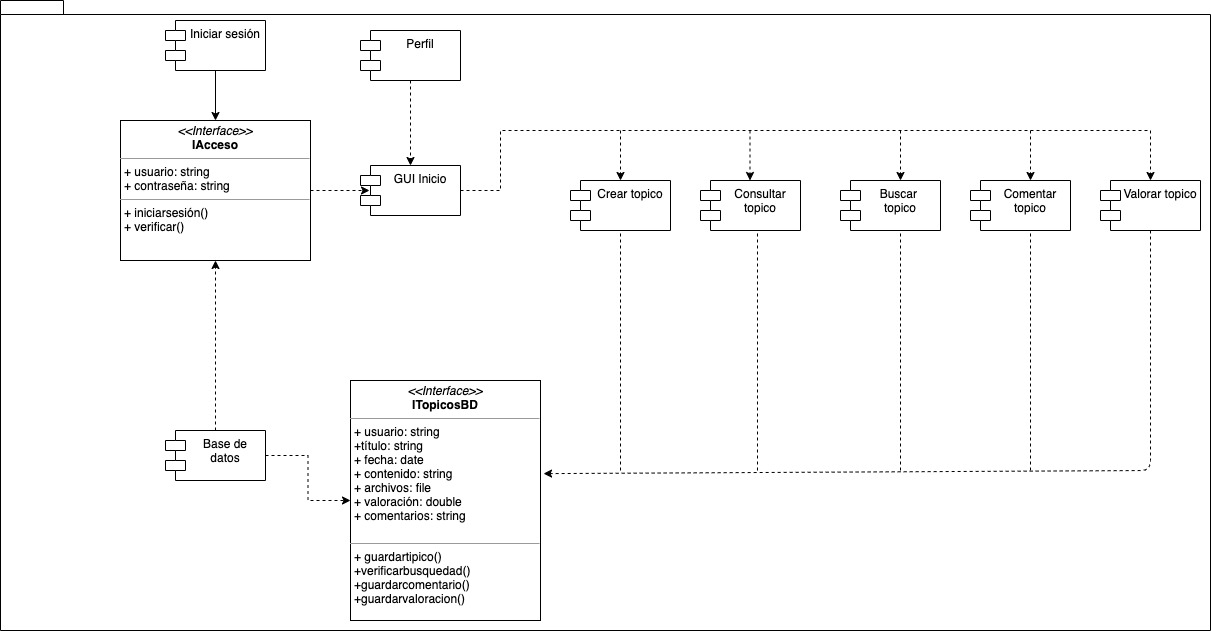 Iniciar sesión
Perfil
<<Interface>>
IAcceso
+ usuario: string
+ contraseña: string
+ iniciarsesión()
+ verificar()
GUI Inicio
Crear topico
Consultar
topico
Buscar
topico
Comentar
topico
Valorar topico
Base de
datos
<<Interface>>
ITopicosBD
+ usuario: string
+título: string
+ fecha: date
+ contenido: string
+ archivos: file
+ valoración: double
+ comentarios: string
+ guardartipico()
+verificarbusquedad()
+guardarcomentario()
+guardarvaloracion()